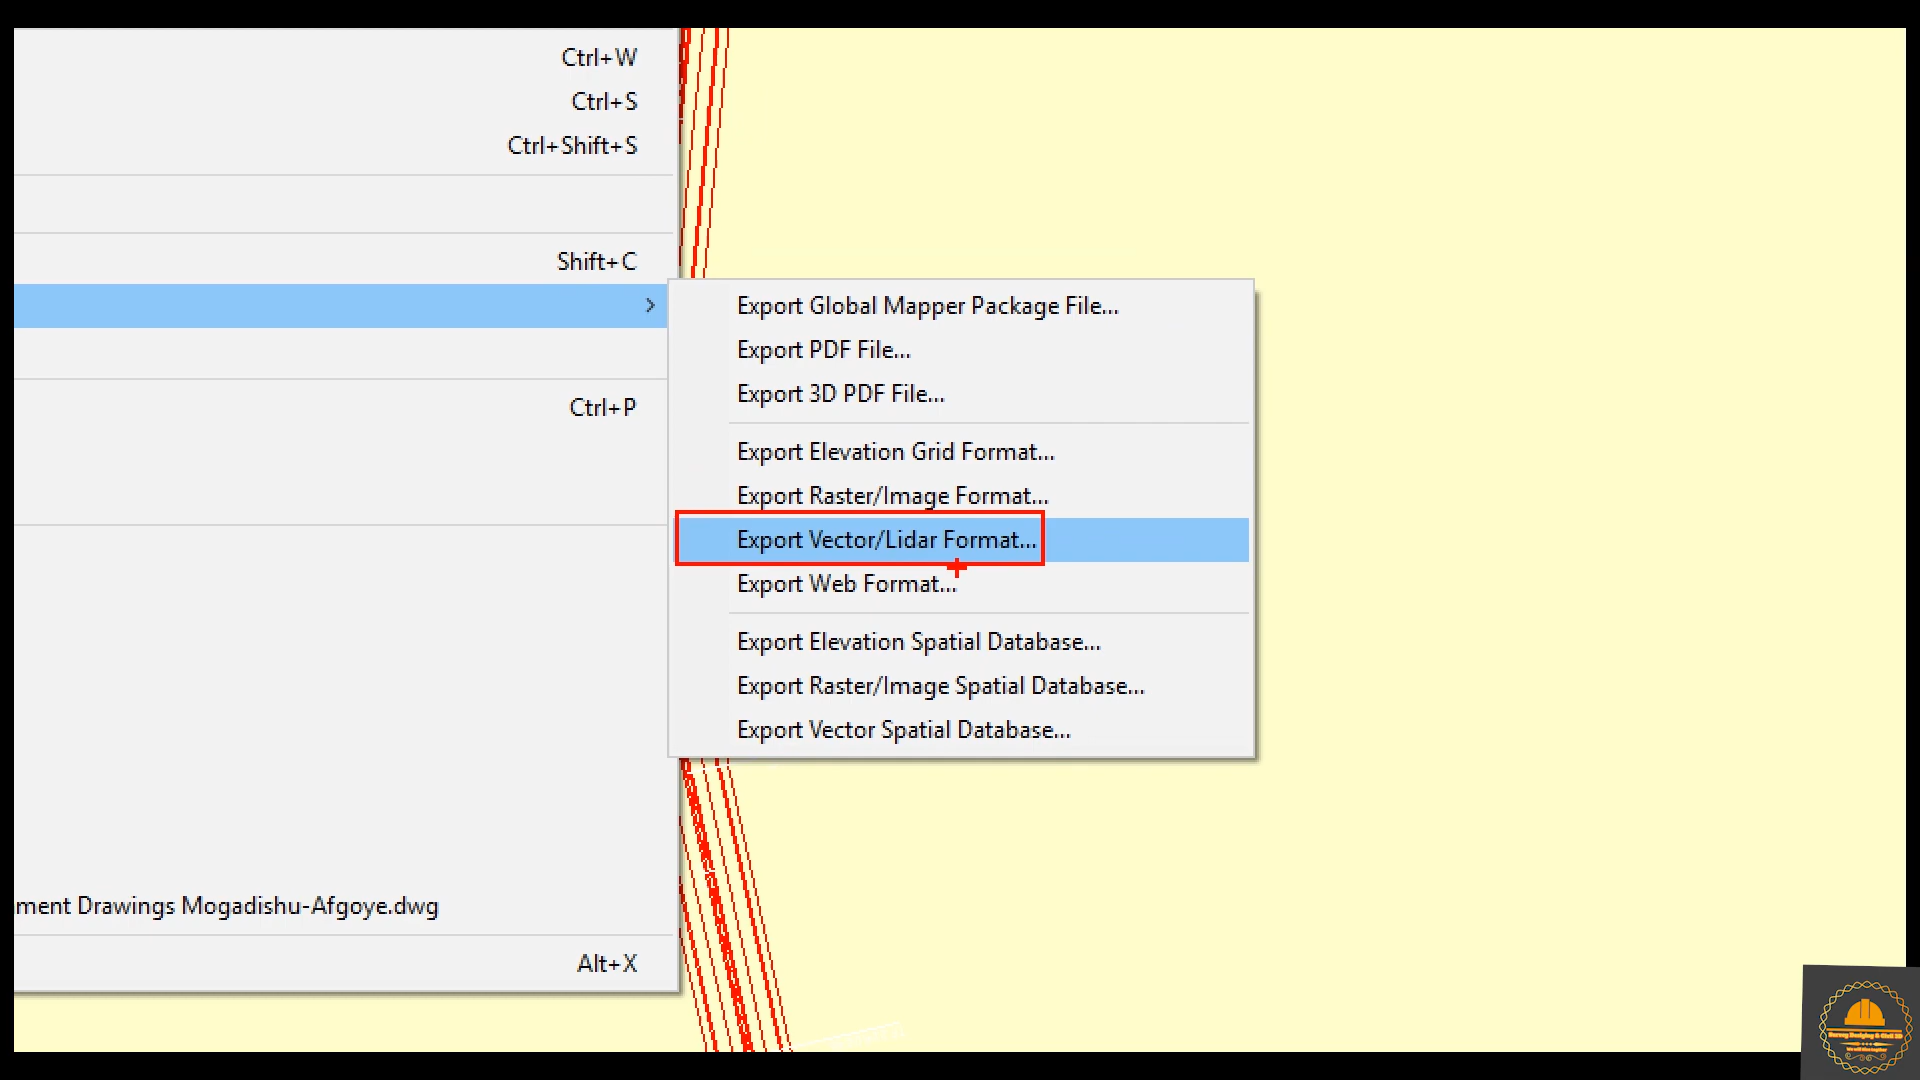 Ctrl+W
Ctrl+S
Ctrl+Shift+S
Shift+C
Export Global Mapper Package File...
Export PDF File...
Export 3D PDF File...
Ctrl+P
Export Elevation Grid Format...
Export Raster/Image Format...
Export Vector/Lidar Format...
Export Web Format...
Export Elevation Spatial Database...
Export Raster/Image Spatial Database...
Export Vector Spatial Database...
ment Drawings Mogadishu-Afgoye.dwg
Alt+X